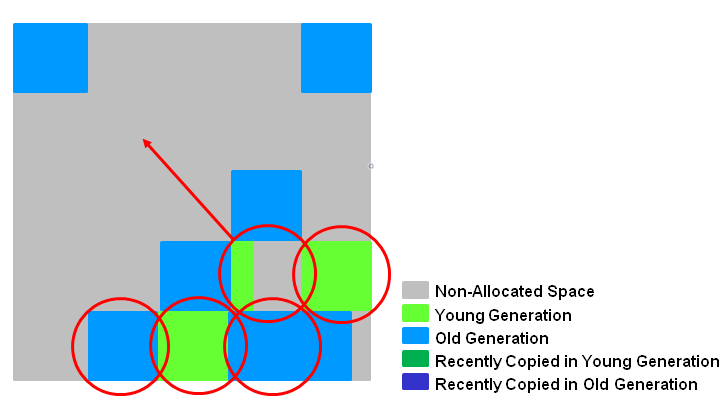 Non-Allocated Space
Young Generation
Old Generation
Recently Copied in Young Generation
Recently Copied in Old Generation